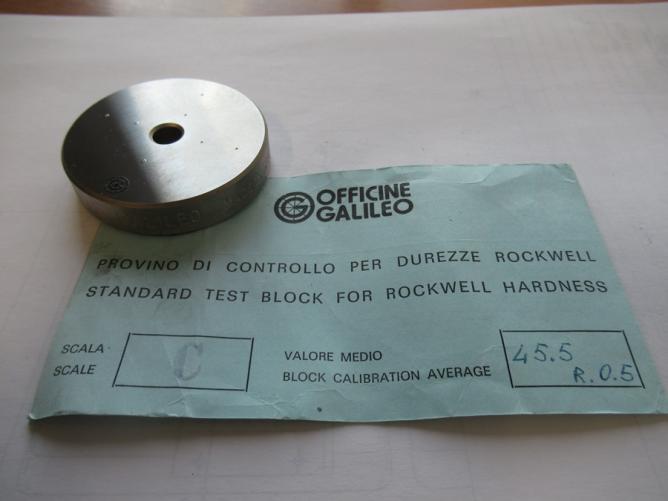 OFFICINE
GALILEO
PROVINO DI CONTROLLO PER DUREZZE ROCKWELL
STANDARD TEST BLOCK FOR ROCKWELL HARDNESS
SCALA
SCALE
C
VALORE MEDIO
BLOCK CALIBRATION AVERAGE
45.5
R. 0.5